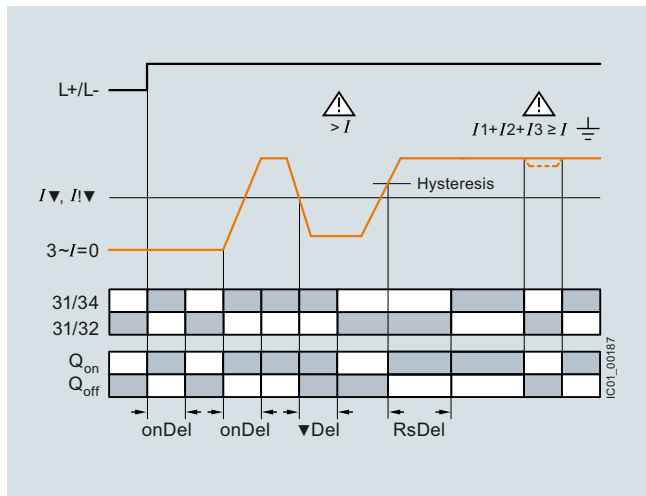 L+/L-
> I
I1+I2+I3 ≥ I
Hysteresis
I▼, I!▼
3~I=0
31/34
31/32
Qon
Qoff
onDel
onDel
▼Del
RsDel
IC01_00187